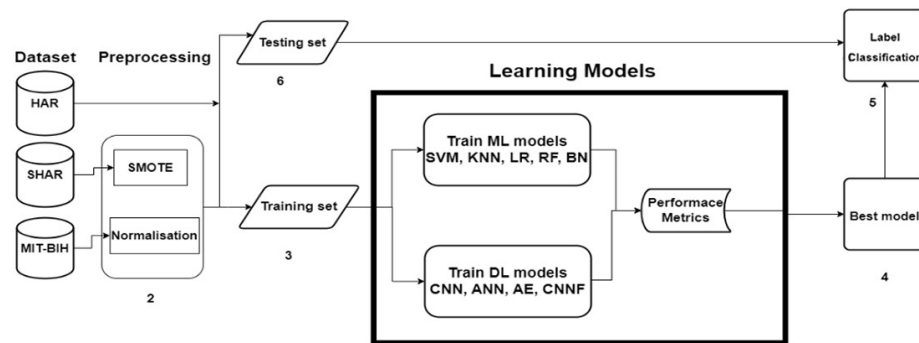 Dataset
Preprocessing
HAR
SHAR
MIT-BIH
SMOTE
Normalisation
2
Testing set
6
Training set
3
Learning Models
Train ML models
SVM, KNN, LR, RF, BN
Train DL models
CNN, ANN, AE, CNNF
Performace
Metrics
Label
Classification
5
Best model
4